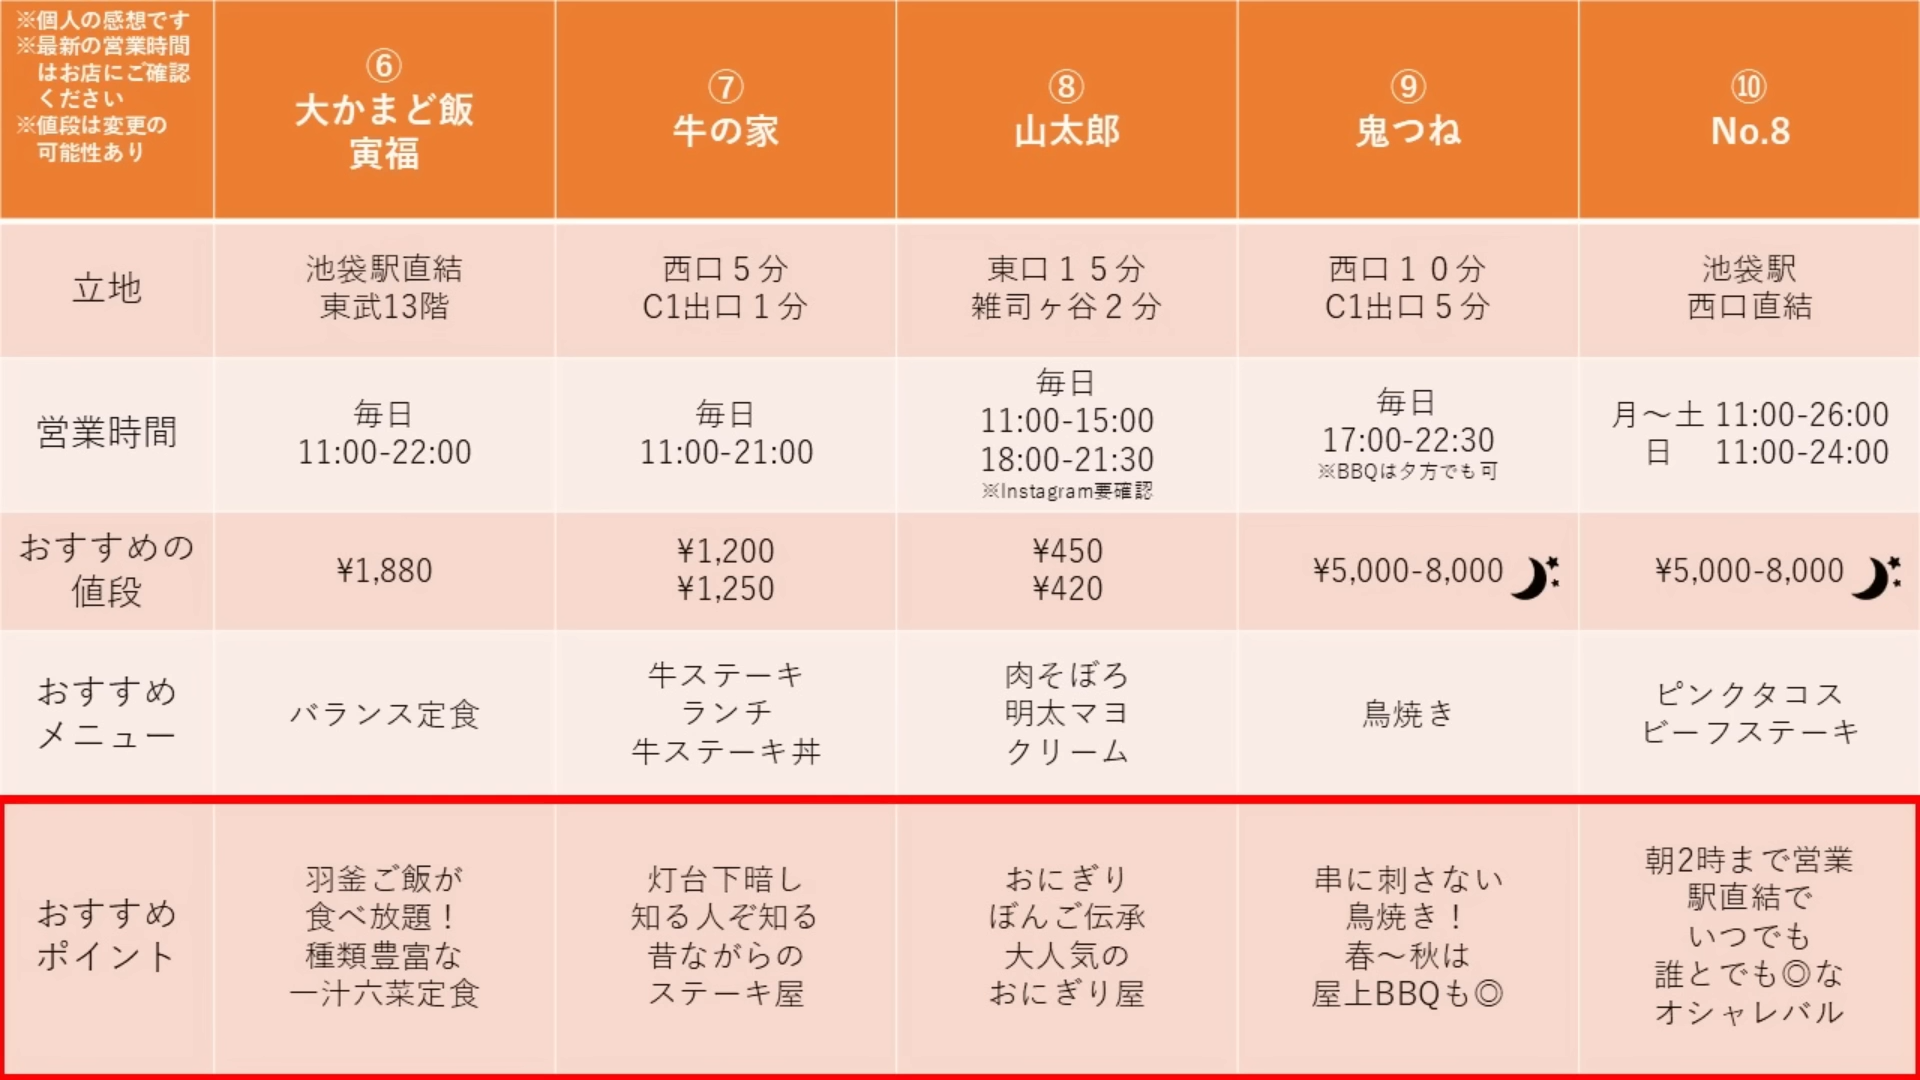 ※個人の感想です
※最新の営業時間
はお店にご確認
ください
※値段は変更の
可能性あり
⑥
大かまど飯
寅福
⑦
牛の家
⑧
山太郎
⑨
鬼つね
⑩
No.8
立地
池袋駅直結
東武13階
西口５分
C1出口１分
東口１５分
雑司ヶ谷２分
西口１０分
C1出口５分
池袋駅
西口直結
営業時間
毎日
11:00-22:00
毎日
11:00-21:00
毎日
11:00-15:00
18:00-21:30
※Instagram要確認
毎日
17:00-22:30
※BBQは夕方でも可
月～土 11:00-26:00
日　 11:00-24:00
おすすめの
値段
¥1,880
¥1,200
¥1,250
¥450
¥420
¥5,000-8,000
¥5,000-8,000
おすすめ
メニュー
バランス定食
牛ステーキ
ランチ
牛ステーキ丼
肉そぼろ
明太マヨ
クリーム
鳥焼き
ピンクタコス
ビーフステーキ
おすすめ
ポイント
羽釜ご飯が
食べ放題！
種類豊富な
一汁六菜定食
灯台下暗し
知る人ぞ知る
昔ながらの
ステーキ屋
おにぎり
ぼんご伝承
大人気の
おにぎり屋
串に刺さない
鳥焼き！
春～秋は
屋上BBQも◎
朝2時まで営業
駅直結で
いつでも
誰とでも◎な
オシャレバル